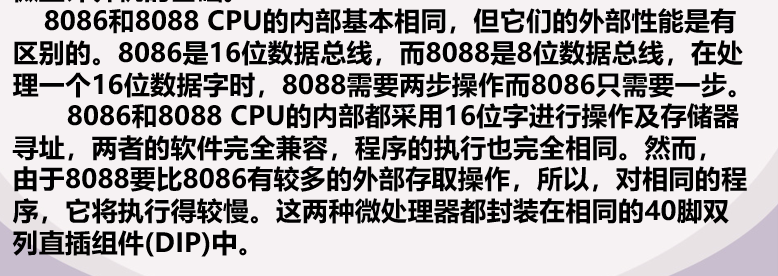 8086和8088 CPU的内部基本相同，但它们的外部性能是有
区别的。8086是16位数据总线，而8088是8位数据总线，在处
理一个16位数据字时，8088需要两步操作而8086只需要一步。
8086和8088 CPU的内部都采用16位字进行操作及存储器
寻址，两者的软件完全兼容，程序的执行也完全相同。然而，
由于8088要比8086有较多的外部存取操作，所以，对相同的程
序，它将执行得较慢。这两种微处理器都封装在相同的40脚双
列直插组件(DIP)中。